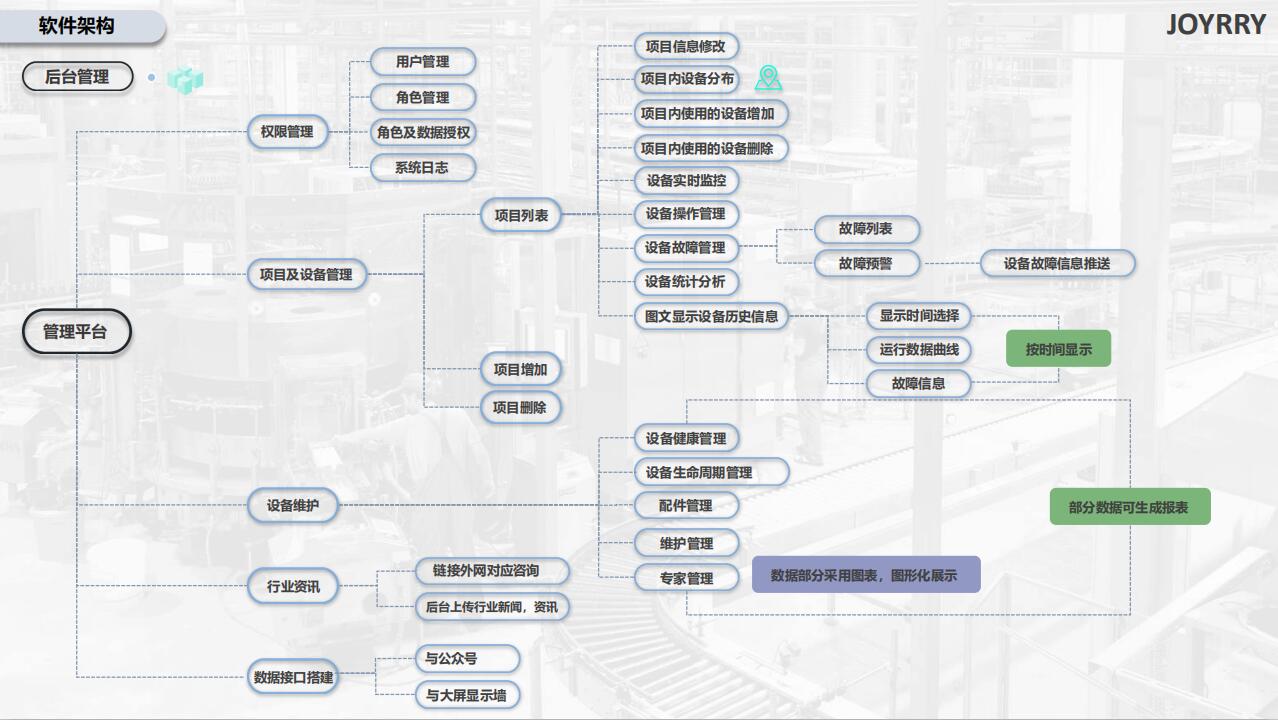 软件架构
JOYRRY
后台管理
管理平台
权限管理
用户管理
角色管理
角色及数据授权
系统日志
项目及设备管理
项目列表
项目信息修改
项目内设备分布
项目内使用的设备增加
项目内使用的设备删除
设备实时监控
设备操作管理
设备故障管理
故障列表
故障预警
设备故障信息推送
设备统计分析
图文显示设备历史信息
显示时间选择
运行数据曲线
故障信息
按时间显示
项目增加
项目删除
设备维护
设备健康管理
设备生命周期管理
配件管理
维护管理
专家管理
部分数据可生成报表
数据部分采用图表，图形化展示
行业资讯
链接外网对应咨询
后台上传行业新闻，资讯
数据接口搭建
与公众号
与大屏显示墙